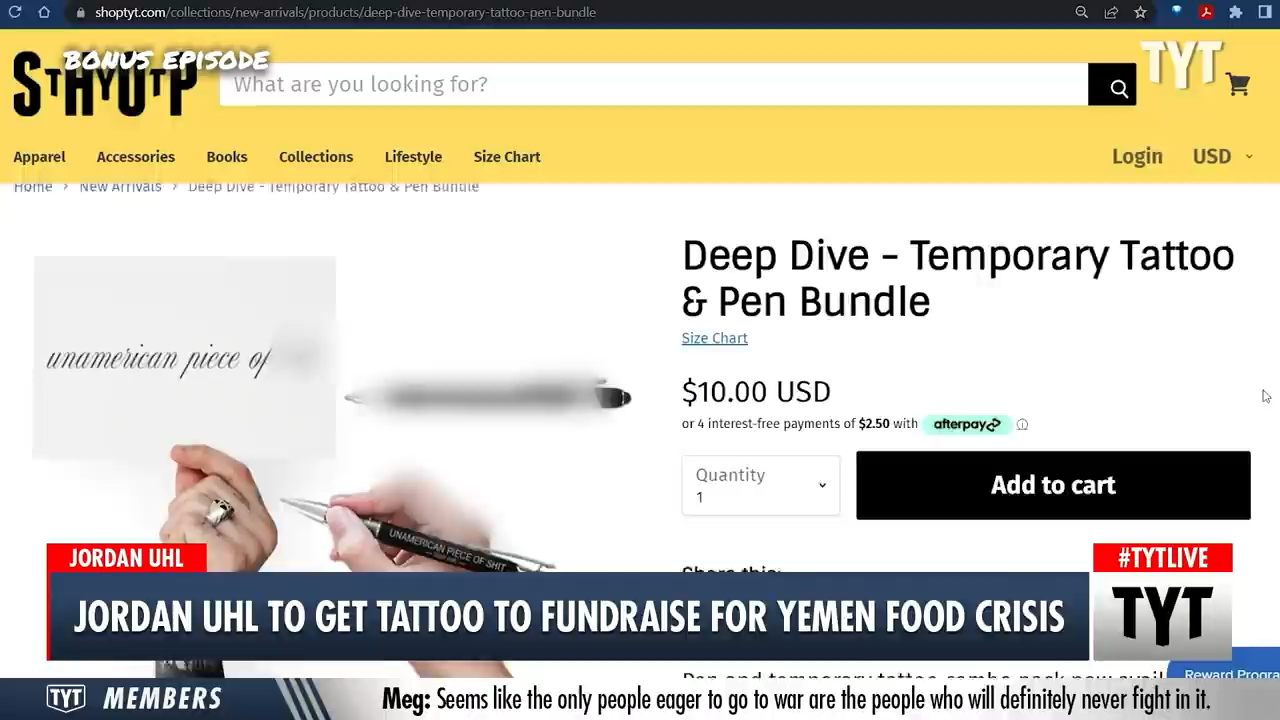 shoptyt.com/collections/new-arrivals/products/deep-dive-temporary-tattoo-pen-bundle
BONUS EPISODE
SHOP
TYT
What are you looking for?
TYT
Apparel Accessories Books Collections Lifestyle Size Chart
Login USD
Home > New Arrivals > Deep Dive - Temporary Tattoo & Pen Bundle
Deep Dive - Temporary Tattoo
& Pen Bundle
Size Chart
unamerican piece of
$10.00 USD
or 4 interest-free payments of $2.50 with afterpay
Quantity
1
Add to cart
UNAMERICAN PIECE OF SHIT
Share this:
JORDAN UHL
#TYTLIVE
JORDAN UHL TO GET TATTOO TO FUNDRAISE FOR YEMEN FOOD CRISIS
TYT
Pen and temporary tattoo combo pack now avail
Reward Progra
TYT MEMBERS
Meg: Seems like the only people eager to go to war are the people who will definitely never fight in it.